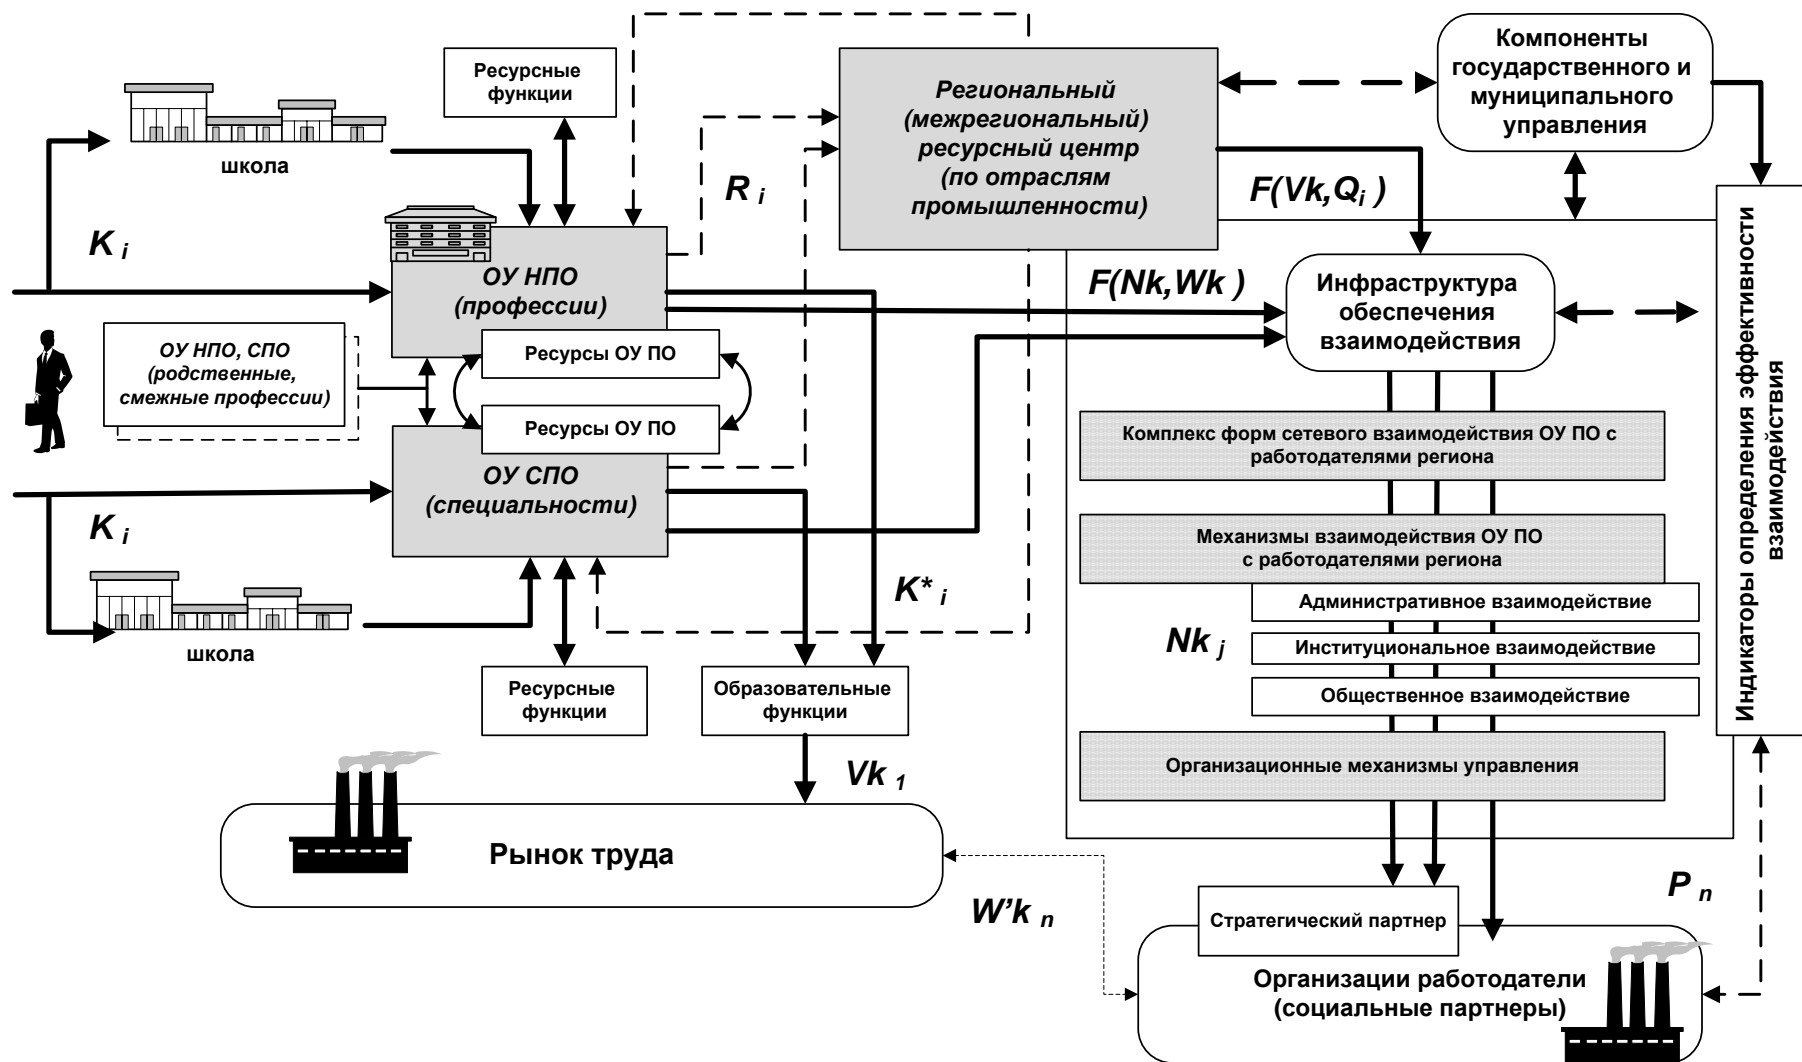 Ресурсные
функции
школа
Региональный
(межрегиональный)
ресурсный центр
(по отраслям
промышленности)
Компоненты
государственного и
муниципального
управления
R i
F(Vk,Q i )
K i
ОУ НПО
(профессии)
F(Nk,Wk )
Инфраструктура
обеспечения
взаимодействия
Индикаторы определения эффективности
взаимодействия
ОУ НПО, СПО
(родственные,
смежные профессии)
Ресурсы ОУ ПО
Ресурсы ОУ ПО
Комплекс форм сетевого взаимодействия ОУ ПО с
работодателями региона
ОУ СПО
(специальности)
K i
Механизмы взаимодействия ОУ ПО
с работодателями региона
K* i
Административное взаимодействие
Nk j
Институциональное взаимодействие
Общественное взаимодействие
школа
Ресурсные
функции
Образовательные
функции
Организационные механизмы управления
Vk 1
Рынок труда
W’k n
P n
Стратегический партнер
Организации работодатели
(социальные партнеры)